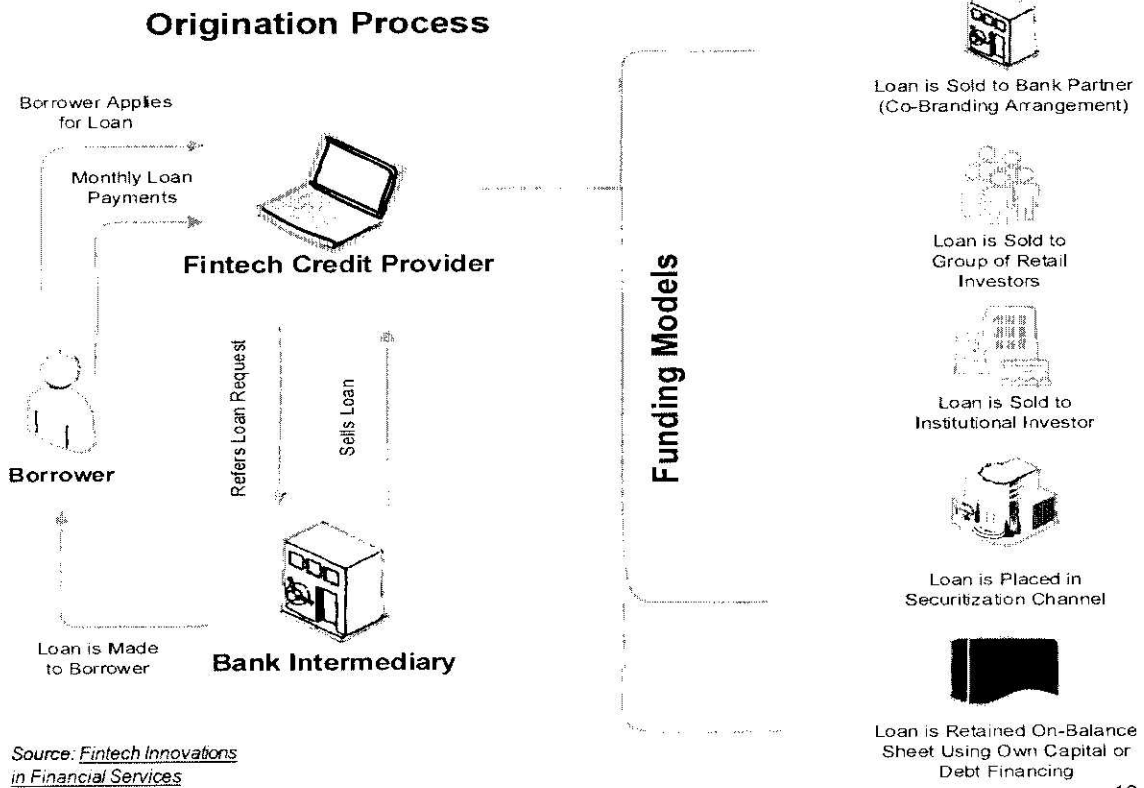 Origination Process
Borrower Applies
for Loan
Monthly Loan
Payments
Fintech Credit Provider
Refers Loan Request
Sells Loan
Borrower
Loan is Made
to Borrower
Bank Intermediary
Source: Fintech Innovations
in Financial Services
Funding Models
Loan is Sold to Bank Partner
(Co-Branding Arrangement)
Loan is Sold to
Group of Retail
Investors
Loan is Sold to
Institutional Investor
Loan is Placed in
Securitization Channel
Loan is Retained On-Balance
Sheet Using Own Capital or
Debt Financing